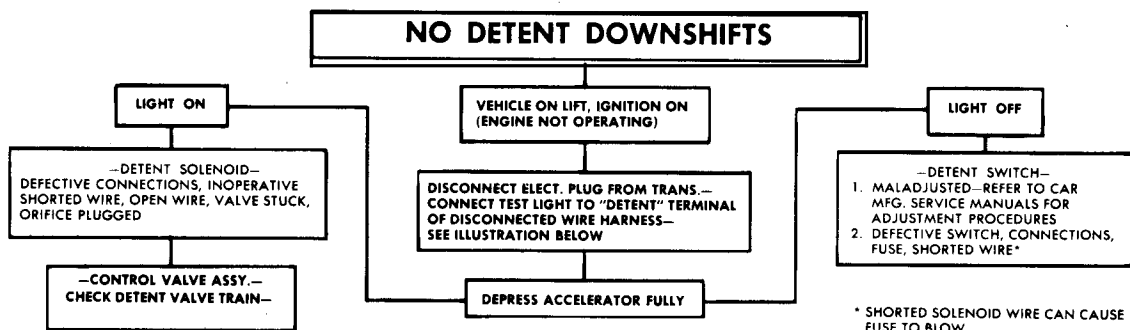 NO DETENT DOWNSHIFTS
LIGHT ON
VEHICLE ON LIFT, IGNITION ON
(ENGINE NOT OPERATING)
LIGHT OFF
—DETENT SOLENOID—
DEFECTIVE CONNECTIONS, INOPERATIVE
SHORTED WIRE, OPEN WIRE, VALVE STUCK,
ORIFICE PLUGGED
DISCONNECT ELECT. PLUG FROM TRANS.—
CONNECT TEST LIGHT TO "DETENT" TERMINAL
OF DISCONNECTED WIRE HARNESS—
SEE ILLUSTRATION BELOW
—DETENT SWITCH—
1. MALADJUSTED—REFER TO CAR
MFG. SERVICE MANUALS FOR
ADJUSTMENT PROCEDURES
2. DEFECTIVE SWITCH, CONNECTIONS,
FUSE, SHORTED WIRE*
—CONTROL VALVE ASSY.—
CHECK DETENT VALVE TRAIN—
DEPRESS ACCELERATOR FULLY
* SHORTED SOLENOID WIRE CAN CAUSE
FUSE TO BLOW